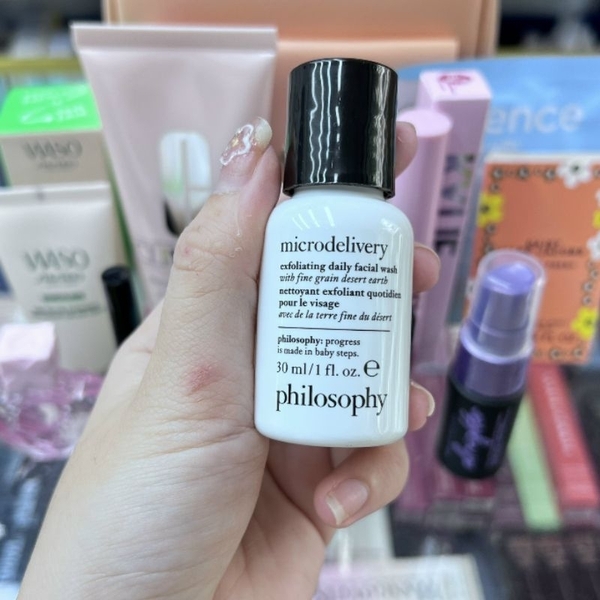 microdelivery
exfoliating daily facial wash
with fine grain desert earth
nettoyant exfoliant quotidien
pour le visage
avec de la terre fine du désert
philosophy: progress
is made in baby steps.
30 ml/1 fl. oz. e
philosophy
WASO
WASO
ence